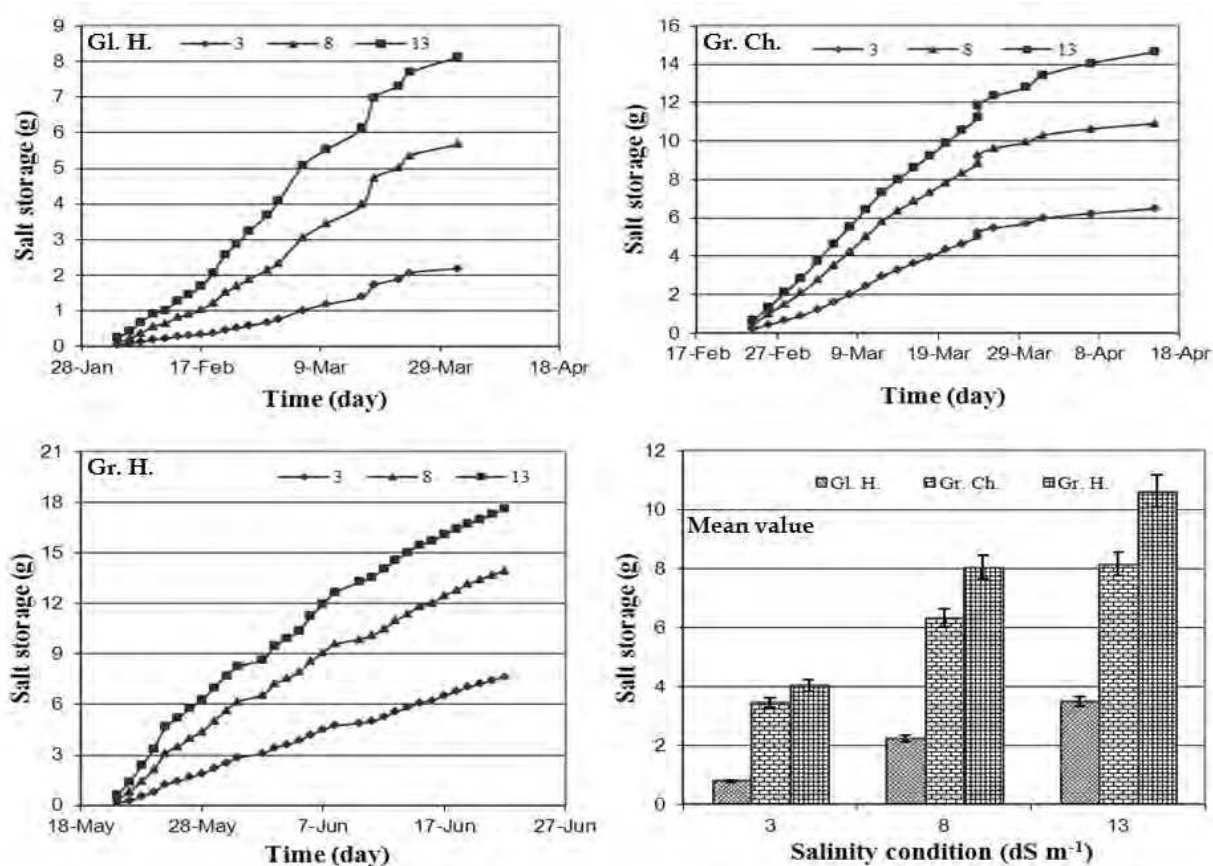 Gl. H.
3 8 13
9
8
7
6
5
4
3
2
1
0
Salt storage (g)
28-Jan 17-Feb 9-Mar 29-Mar 18-Apr
Time (day)
Gr. Ch.
3 8 13
16
14
12
10
8
6
4
2
0
Salt storage (g)
17-Feb 27-Feb 9-Mar 19-Mar 29-Mar 8-Apr 18-Apr
Time (day)
Gr. H.
3 8 13
21
18
15
12
9
6
3
0
Salt storage (g)
18-May 28-May 7-Jun 17-Jun 27-Jun
Time (day)
Gl. H. Gr. Ch. Gr. H.
Mean value
12
10
8
6
4
2
0
Salt storage (g)
3 8 13
Salinity condition (dS m⁻¹)